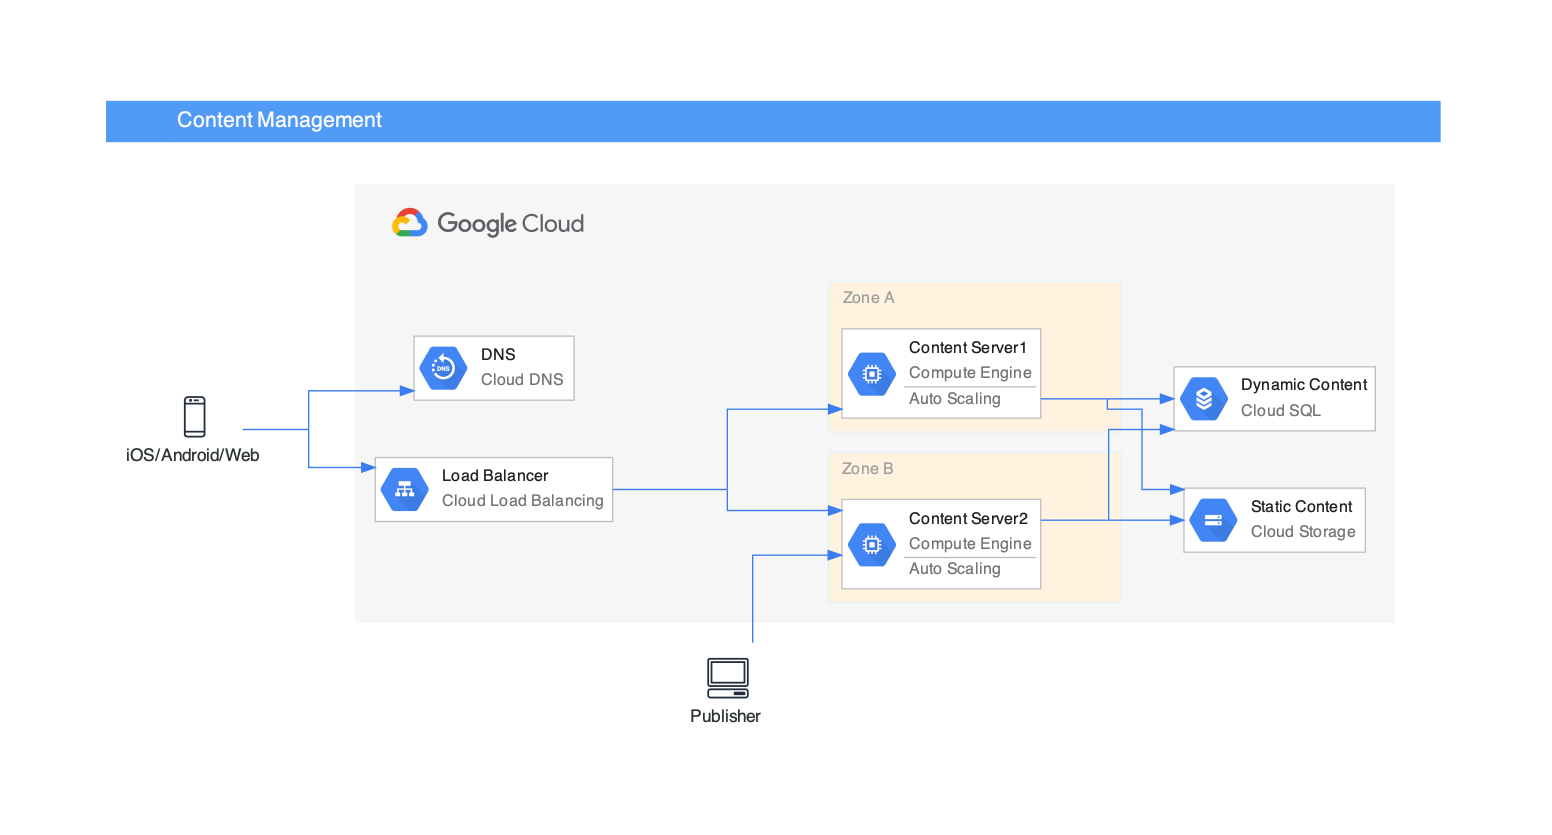 Content Management
Google Cloud
Zone A
Content Server1
Compute Engine
Auto Scaling
DNS
Cloud DNS
DNS
Dynamic Content
Cloud SQL
iOS/Android/Web
Load Balancer
Cloud Load Balancing
Zone B
Content Server2
Compute Engine
Auto Scaling
Static Content
Cloud Storage
Publisher